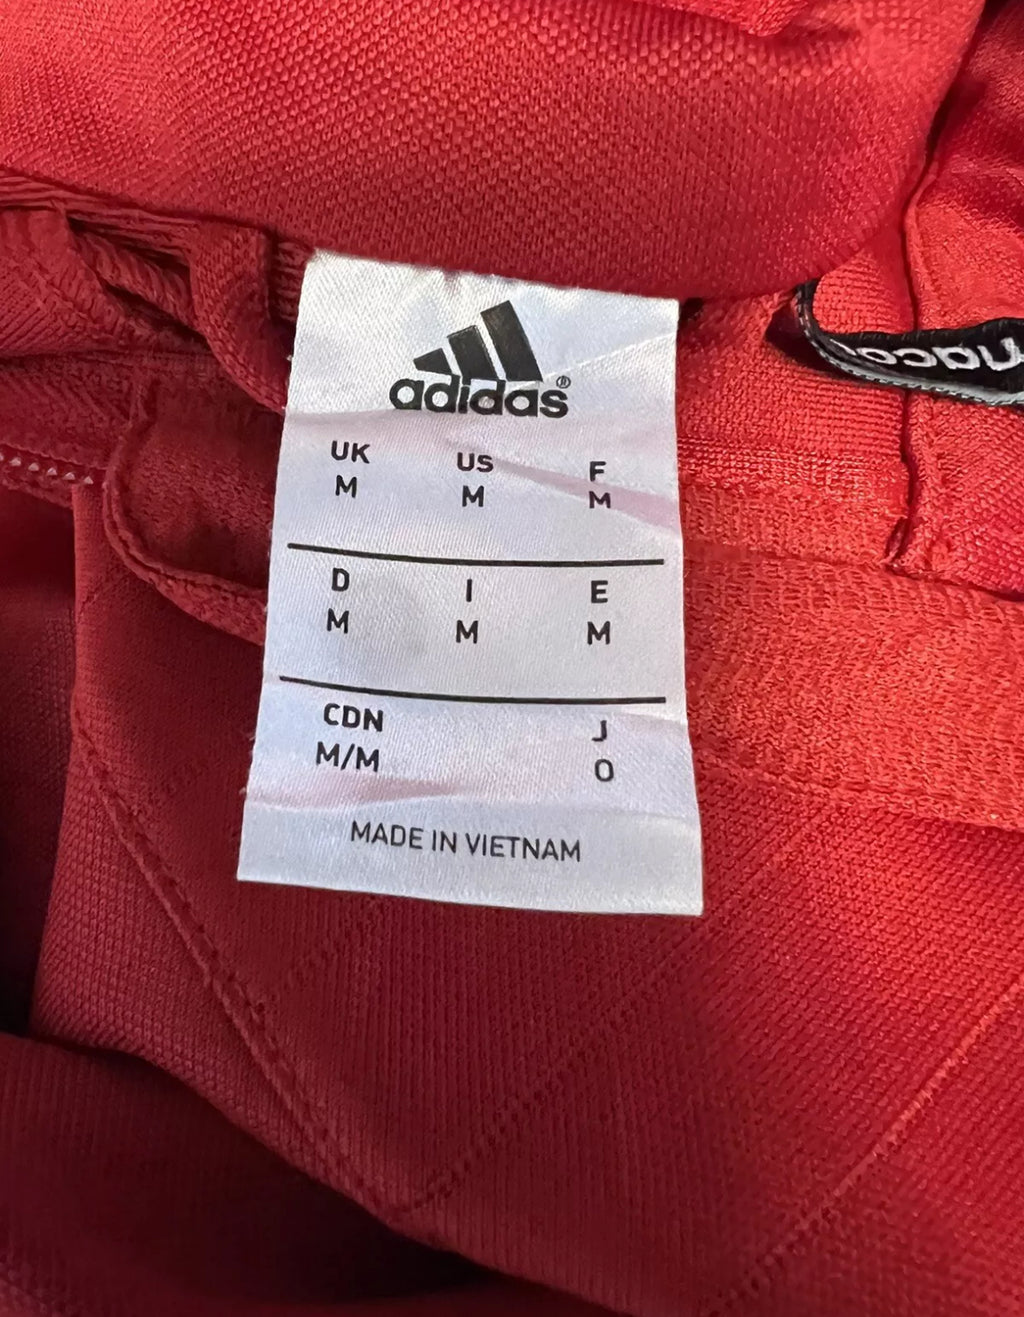 adidas®
UK US F
M M M
D I E
M M M
CDN J
M/M O
MADE IN VIETNAM